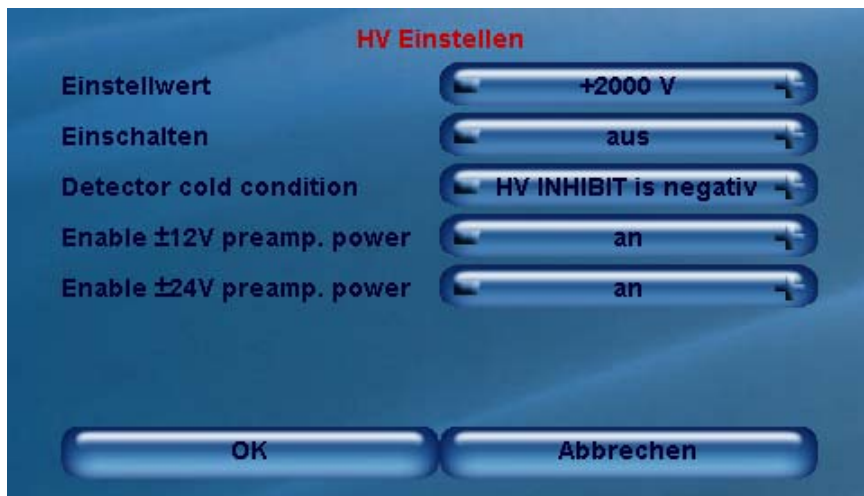 HV Einstellen
Einstellwert - +2000 V +
Einschalten - aus +
Detector cold condition - HV INHIBIT is negativ +
Enable ±12V preamp. power - an +
Enable ±24V preamp. power - an +
OK Abbrechen